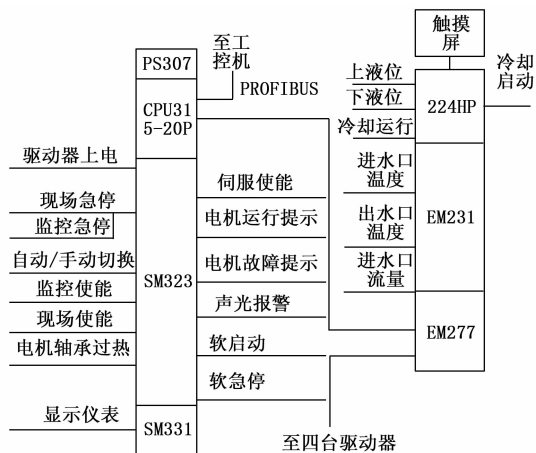 触摸
屏
至工
控机
冷却
启动
PS307
上液位
PROFIBUS
CPU31
5-20P
下液位
224HP
冷却运行
驱动器上电
进水口
温度
伺服使能
现场急停
电机运行提示
出水口
温度
EM231
监控急停
自动/手动切换
SM323
电机故障提示
进水口
流量
监控使能
声光报警
现场使能
EM277
电机轴承过热
软启动
软急停
显示仪表
SM331
至四台驱动器